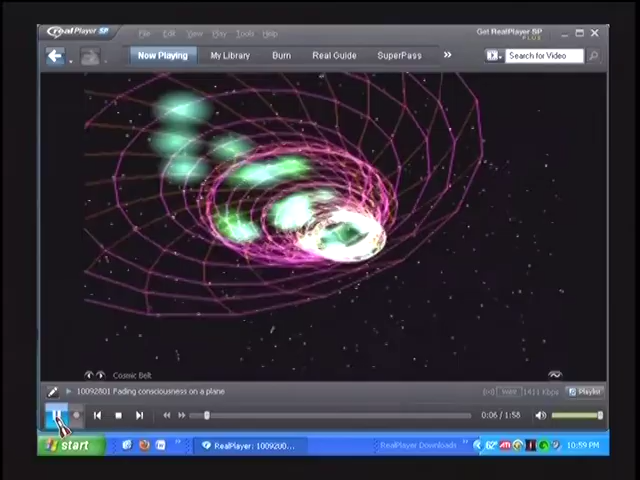 realPlayer SP
File Edit View Play Tools Help
Get RealPlayer SP
PLUS
Now Playing My Library Burn Real Guide SuperPass »
Search for Video
Cosmic Belt
10092801 Fading consciousness on a plane
1411 Kbps Playlist
0:06 / 1:58
start
RealPlayer: 1009200...
RealPlayer Downloads
62°
ATI
10:59 PM